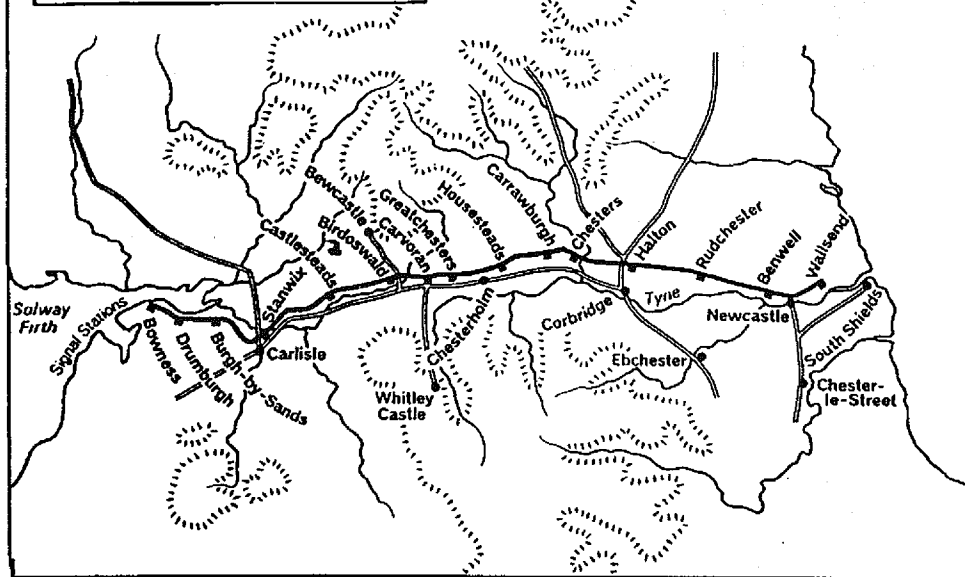 Solway
Firth
Signal Stations
Bowness
Drumburgh
Burgh-by-Sands
Stanwix
Carlisle
Castlesteads
Bewcastle
Birdoswald
Carvoran
Greatchesters
Housesteads
Chesterholm
Whitley
Castle
Carrawburgh
Chesters
Halton
Corbridge
Tyne
Ebchester
Rudchester
Benwell
Newcastle
Wallsend
South Shields
Chester-
le-Street